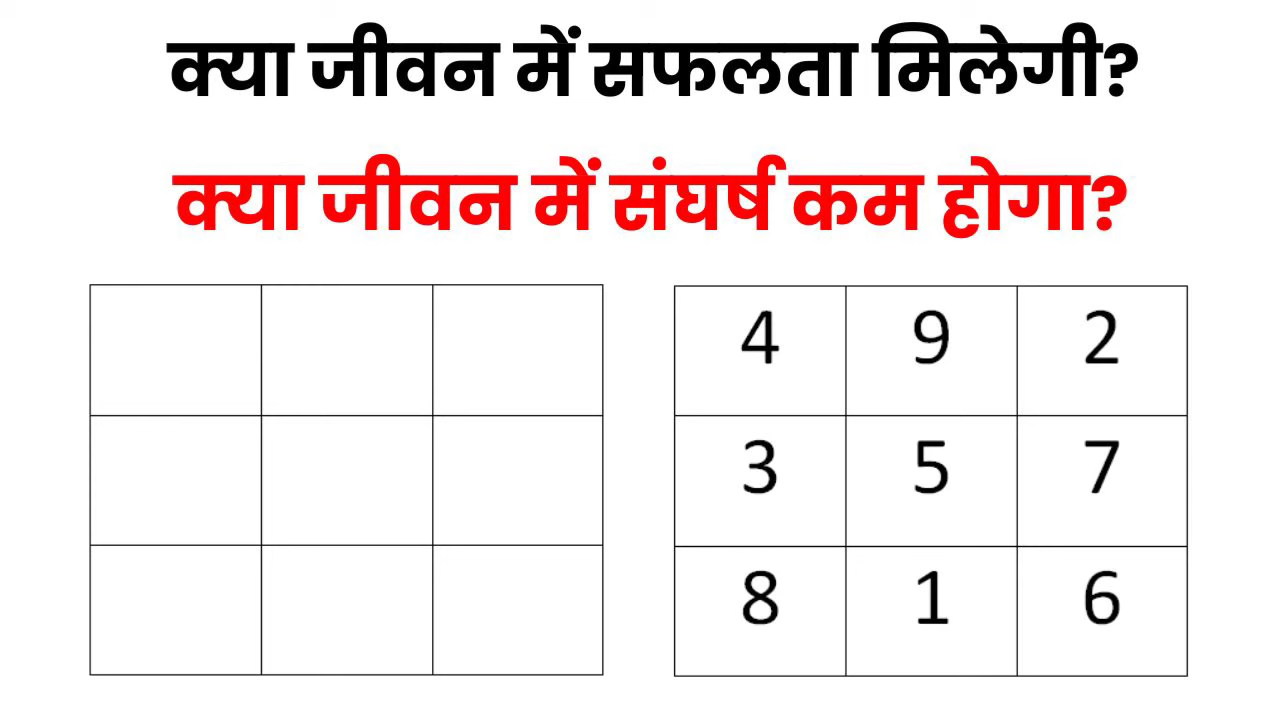 क्या जीवन में सफलता मिलेगी?
क्या जीवन में संघर्ष कम होगा?
4 9 2
3 5 7
8 1 6